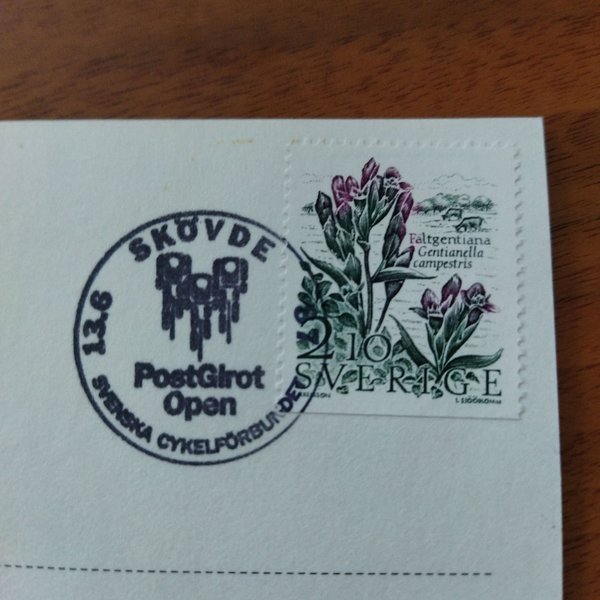 SKÖVDE
13.6
PostGirot
Open
SVENSKA CYKELFÖRBUNDET
Fältgentiana
Gentianella
campestris
2 10
SVERIGE